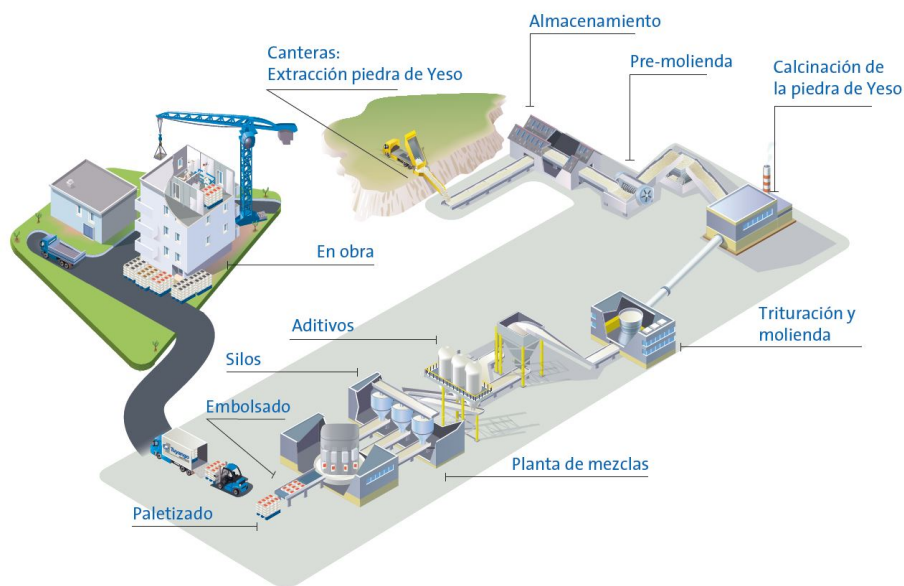 Almacenamiento
Canteras:
Extracción piedra de Yeso
Pre-molienda
Calcinación de
la piedra de Yeso
En obra
Trituración y
molienda
Aditivos
Silos
Embolsado
Planta de mezclas
Paletizado